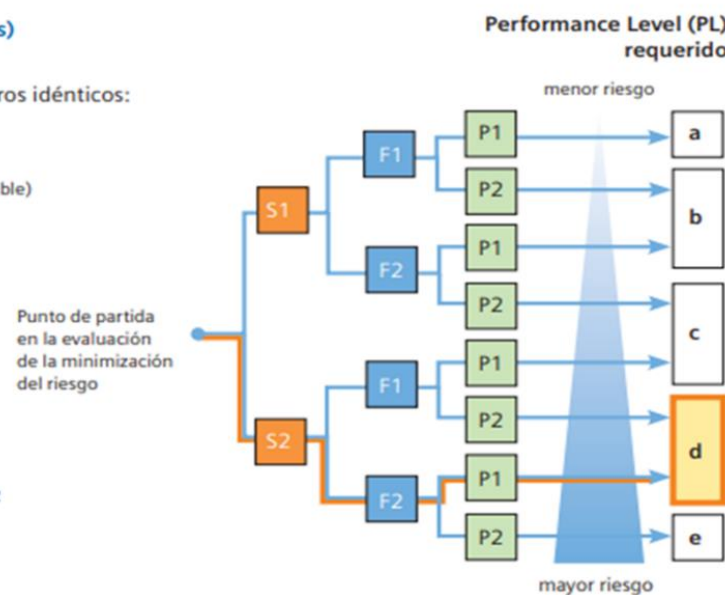 s)
Performance Level (PL)
requerido
ros idénticos:
menor riesgo
ble)
P1
a
F1
P2
S1
b
P1
F2
P2
Punto de partida
en la evaluación
de la minimización
del riesgo
c
P1
F1
P2
S2
d
P1
F2
P2
e
mayor riesgo